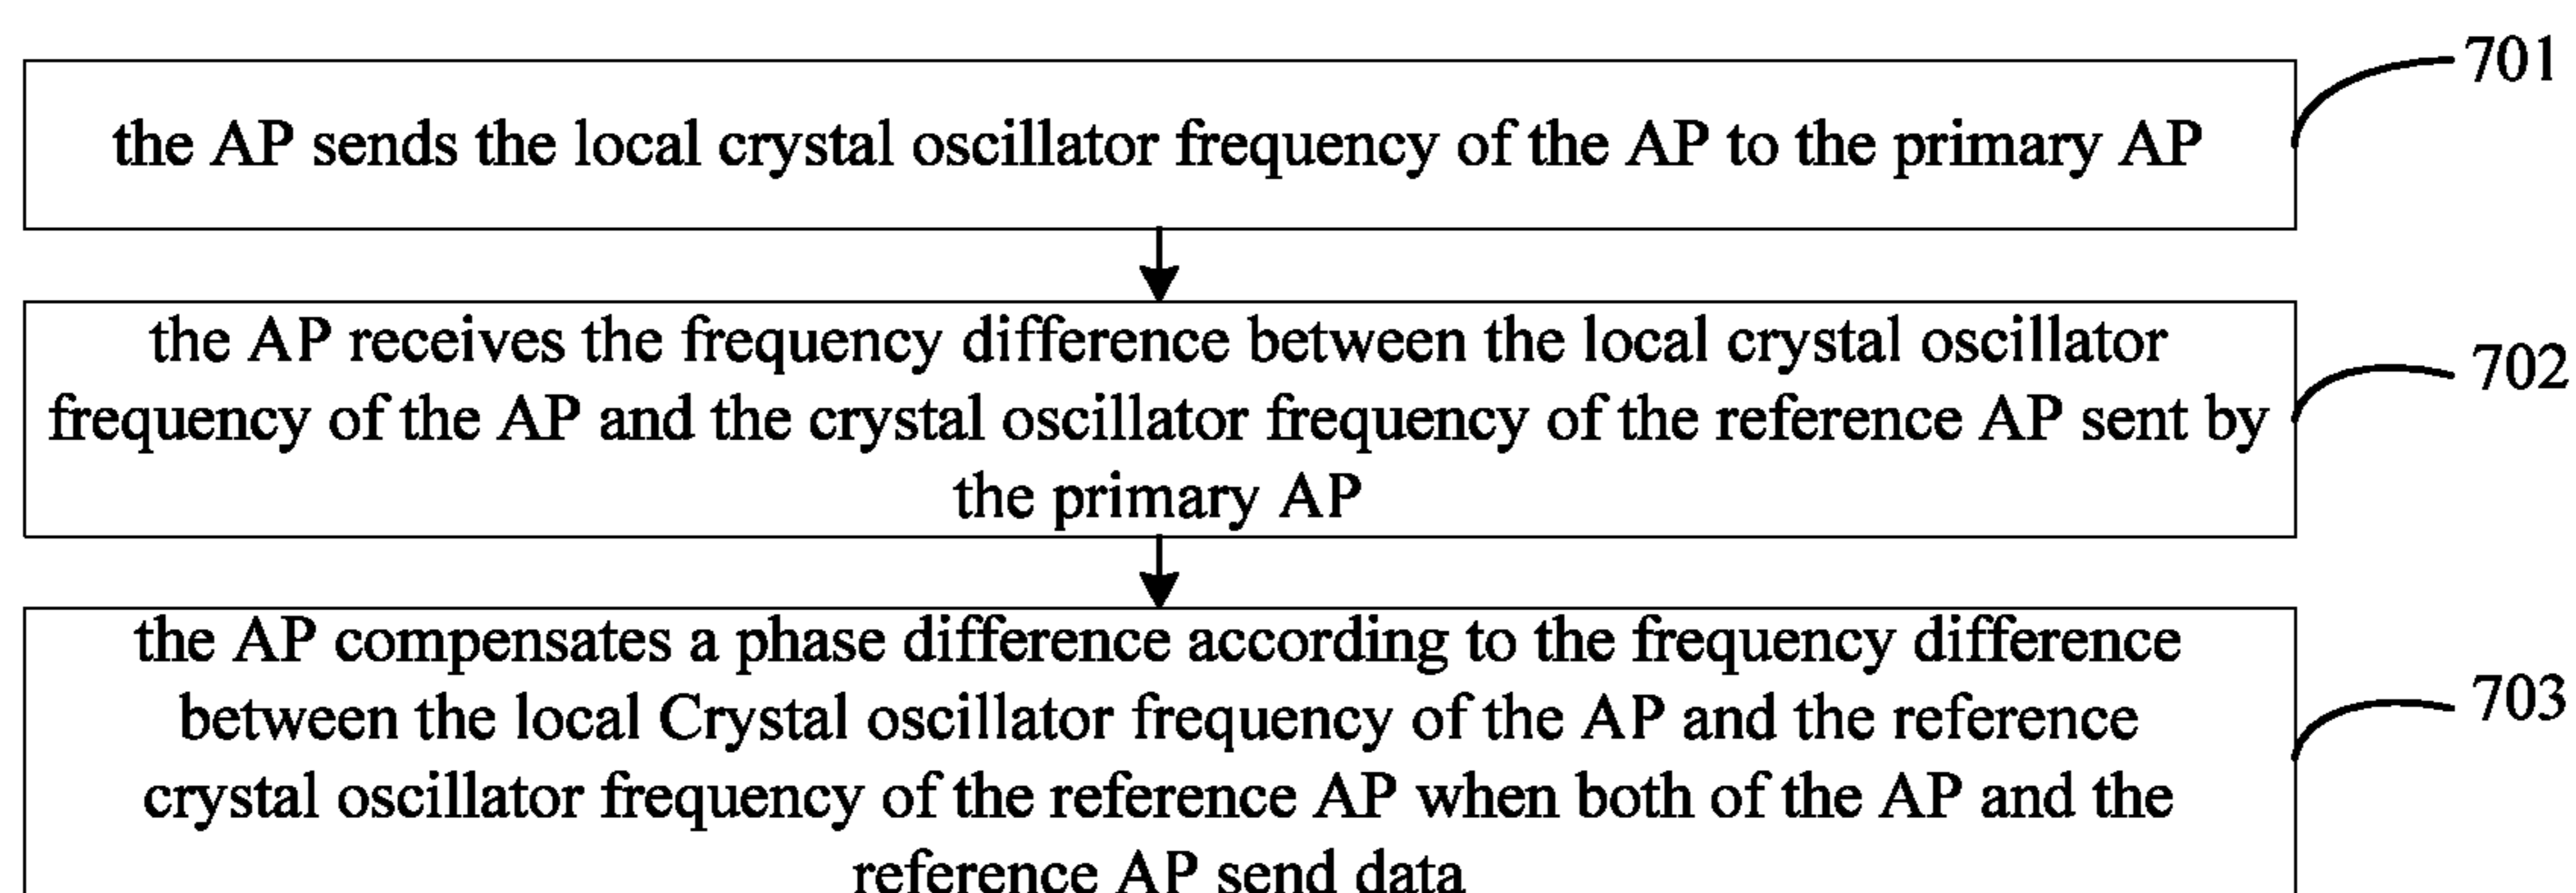 701
the AP sends the local crystal oscillator frequency of the AP to the primary AP
the AP receives the frequency difference between the local crystal oscillator
702
frequency of the AP and the crystal oscillator frequency of the reference AP sent by
the primary AP
the AP compensates a phase difference according to the frequency difference
703
between the local Crystal oscillator frequency of the AP and the reference
crystal oscillator frequency of the reference AP when both of the AP and the
reference AP send data